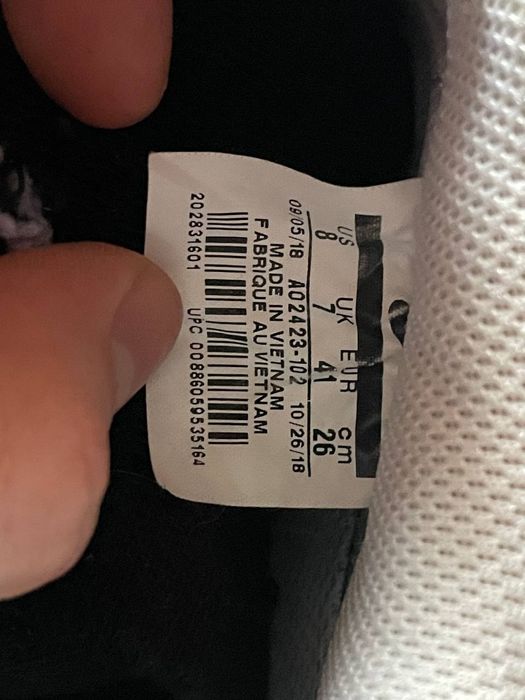 US UK EUR cm
8 7 41 26
09/05/18 AO2423-102 10/26/18
MADE IN VIETNAM
FABRIQUE AU VIETNAM
202831601 UPC 00886059535164